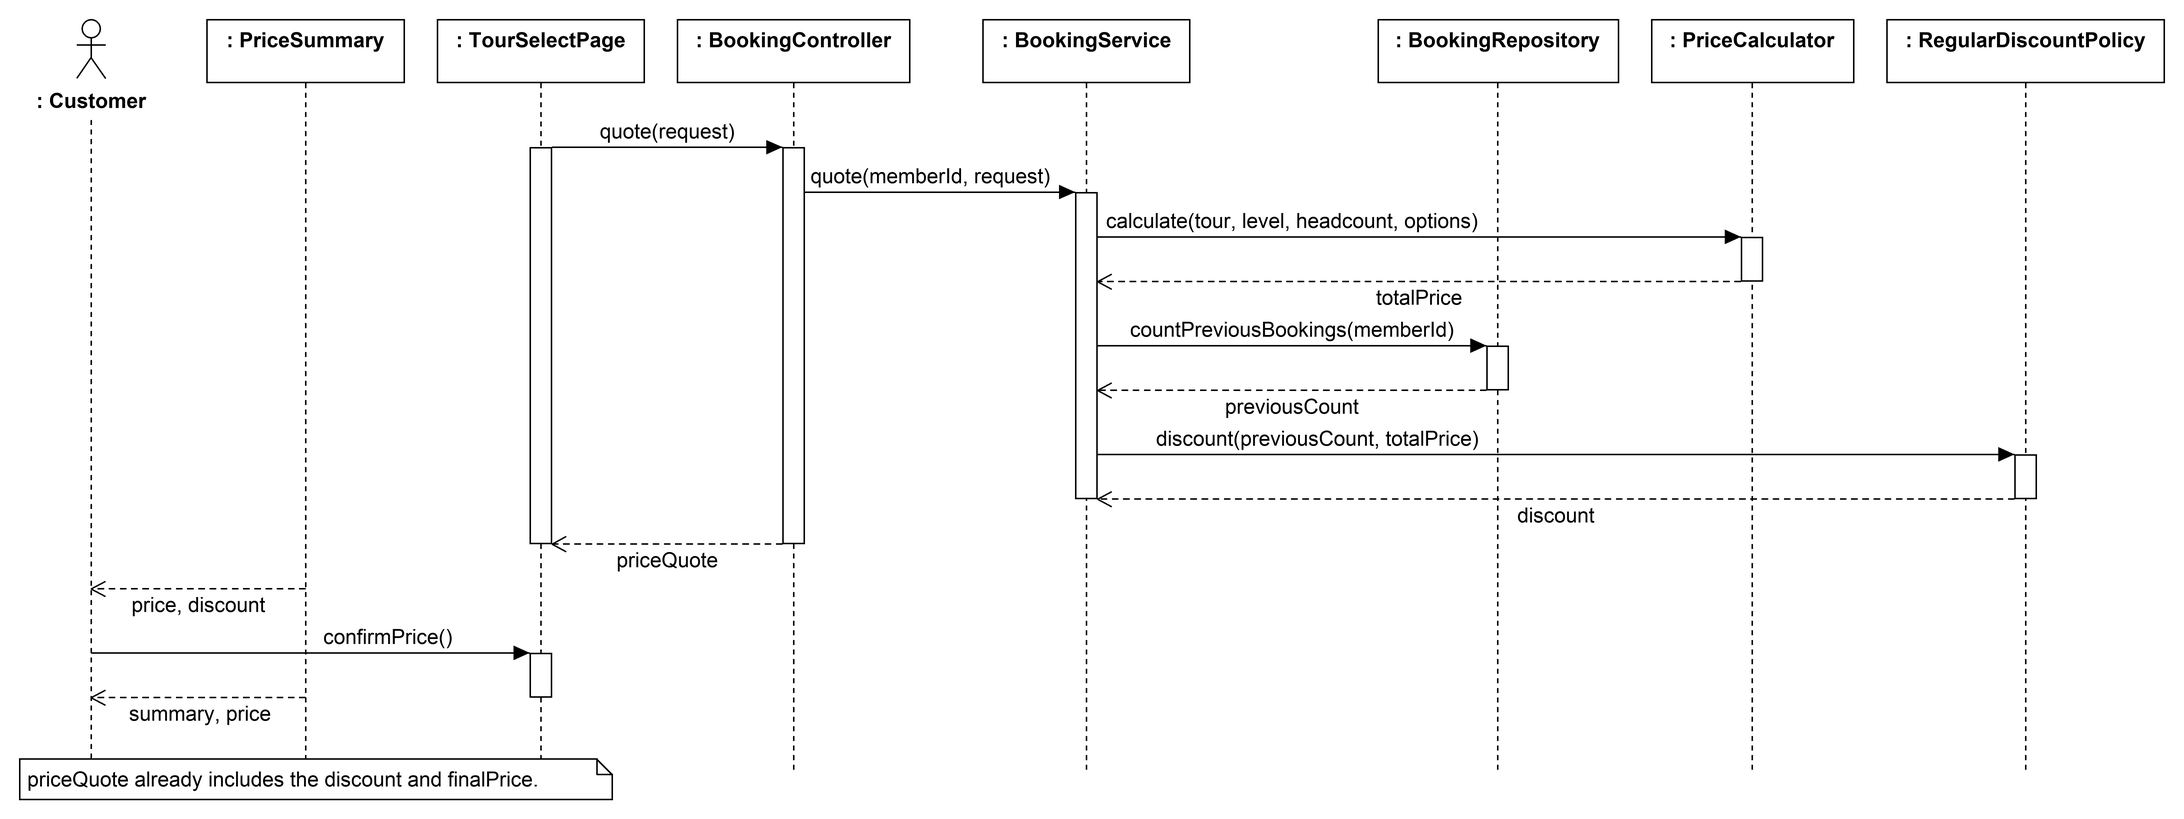 : Customer
: PriceSummary
: TourSelectPage
: BookingController
: BookingService
: BookingRepository
: PriceCalculator
: RegularDiscountPolicy
quote(request)
quote(memberId, request)
calculate(tour, level, headcount, options)
totalPrice
countPreviousBookings(memberId)
previousCount
discount(previousCount, totalPrice)
discount
priceQuote
price, discount
confirmPrice()
summary, price
priceQuote already includes the discount and finalPrice.